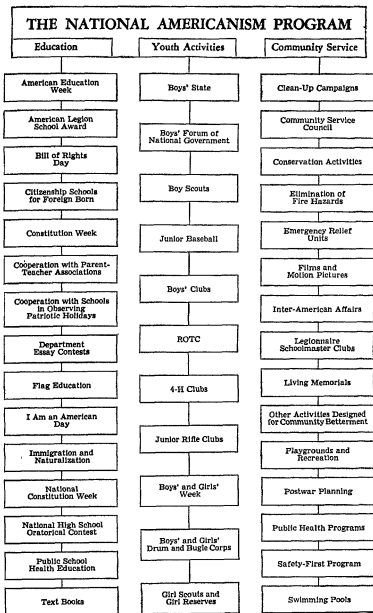 THE NATIONAL AMERICANISM PROGRAM
Education
American Education
Week
American Legion
School Award
Bill of Rights
Day
Citizenship Schools
for Foreign Born
Constitution Week
Cooperation with Parent-
Teacher Associations
Cooperation with Schools
in Observing
Patriotic Holidays
Department
Essay Contests
Flag Education
I Am an American
Day
Immigration and
Naturalization
National
Constitution Week
National High School
Oratorical Contest
Public School
Health Education
Text Books
Youth Activities
Boys' State
Boys' Forum of
National Government
Boy Scouts
Junior Baseball
Boys' Clubs
ROTC
4-H Clubs
Junior Rifle Clubs
Boys' and Girls'
Week
Boys' and Girls'
Drum and Bugle Corps
Girl Scouts and
Girl Reserves
Community Service
Clean-Up Campaigns
Community Service
Council
Conservation Activities
Elimination of
Fire Hazards
Emergency Relief
Units
Films and
Motion Pictures
Inter-American Affairs
Legionnaire
Schoolmaster Clubs
Living Memorials
Other Activities Designed
for Community Betterment
Playgrounds and
Recreation
Postwar Planning
Public Health Programs
Safety-First Program
Swimming Pools